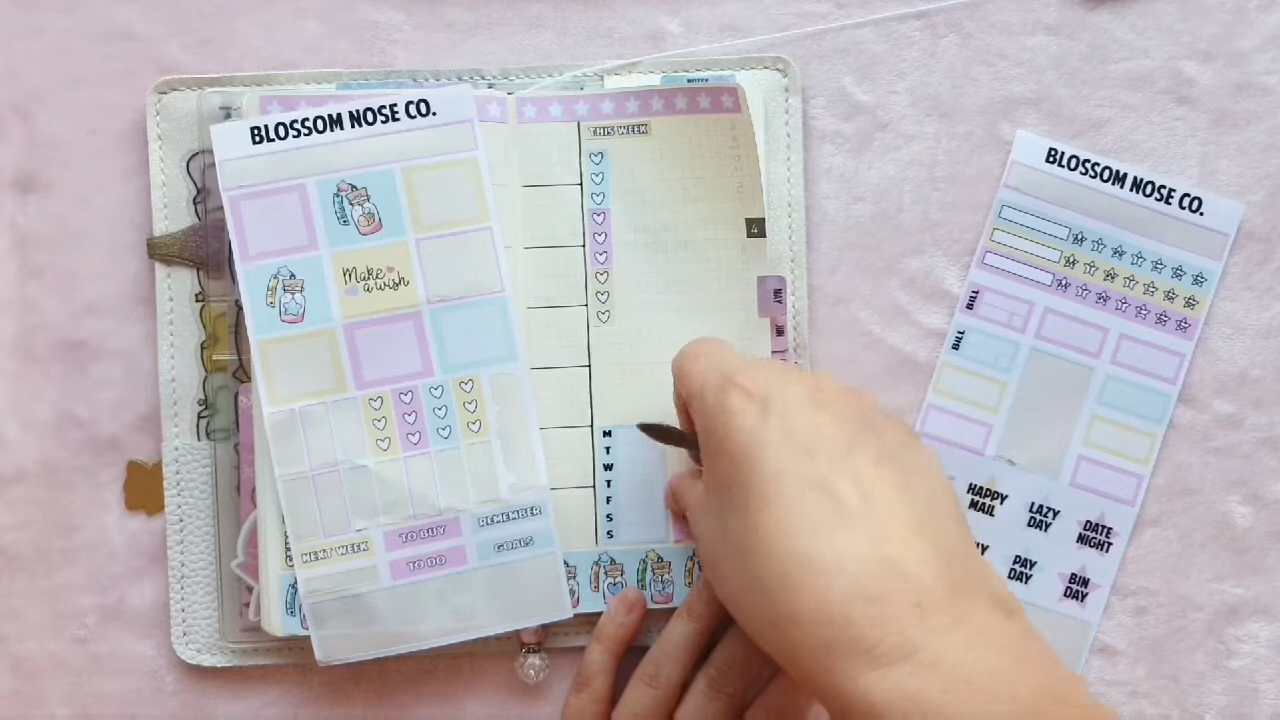 BLOSSOM NOSE CO.
Make
a wish
NEXT WEEK
TO BUY
REMEMBER
TO DO
GOALS
THIS WEEK
4
MAY
JUN
M
T
W
T
F
S
S
BLOSSOM NOSE CO.
BILL
BILL
HAPPY
MAIL
LAZY
DAY
DATE
NIGHT
PAY
DAY
BIN
DAY